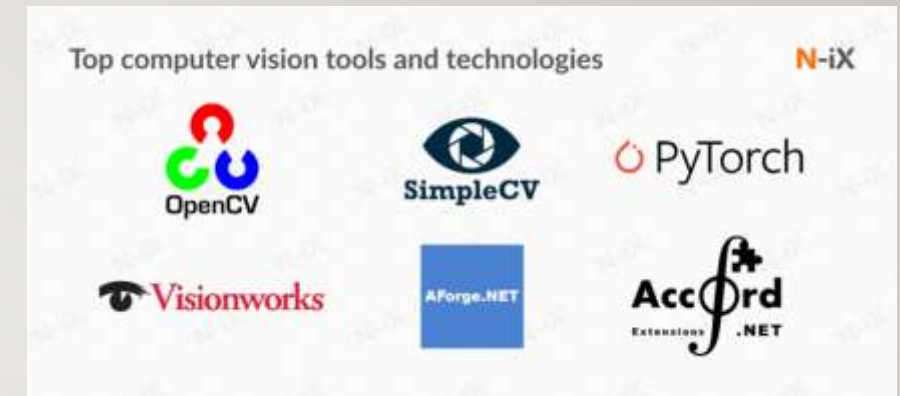 Top computer vision tools and technologies
N-iX
OpenCV
SimpleCV
PyTorch
Visionworks
AForge.NET
Accord
Extensions .NET